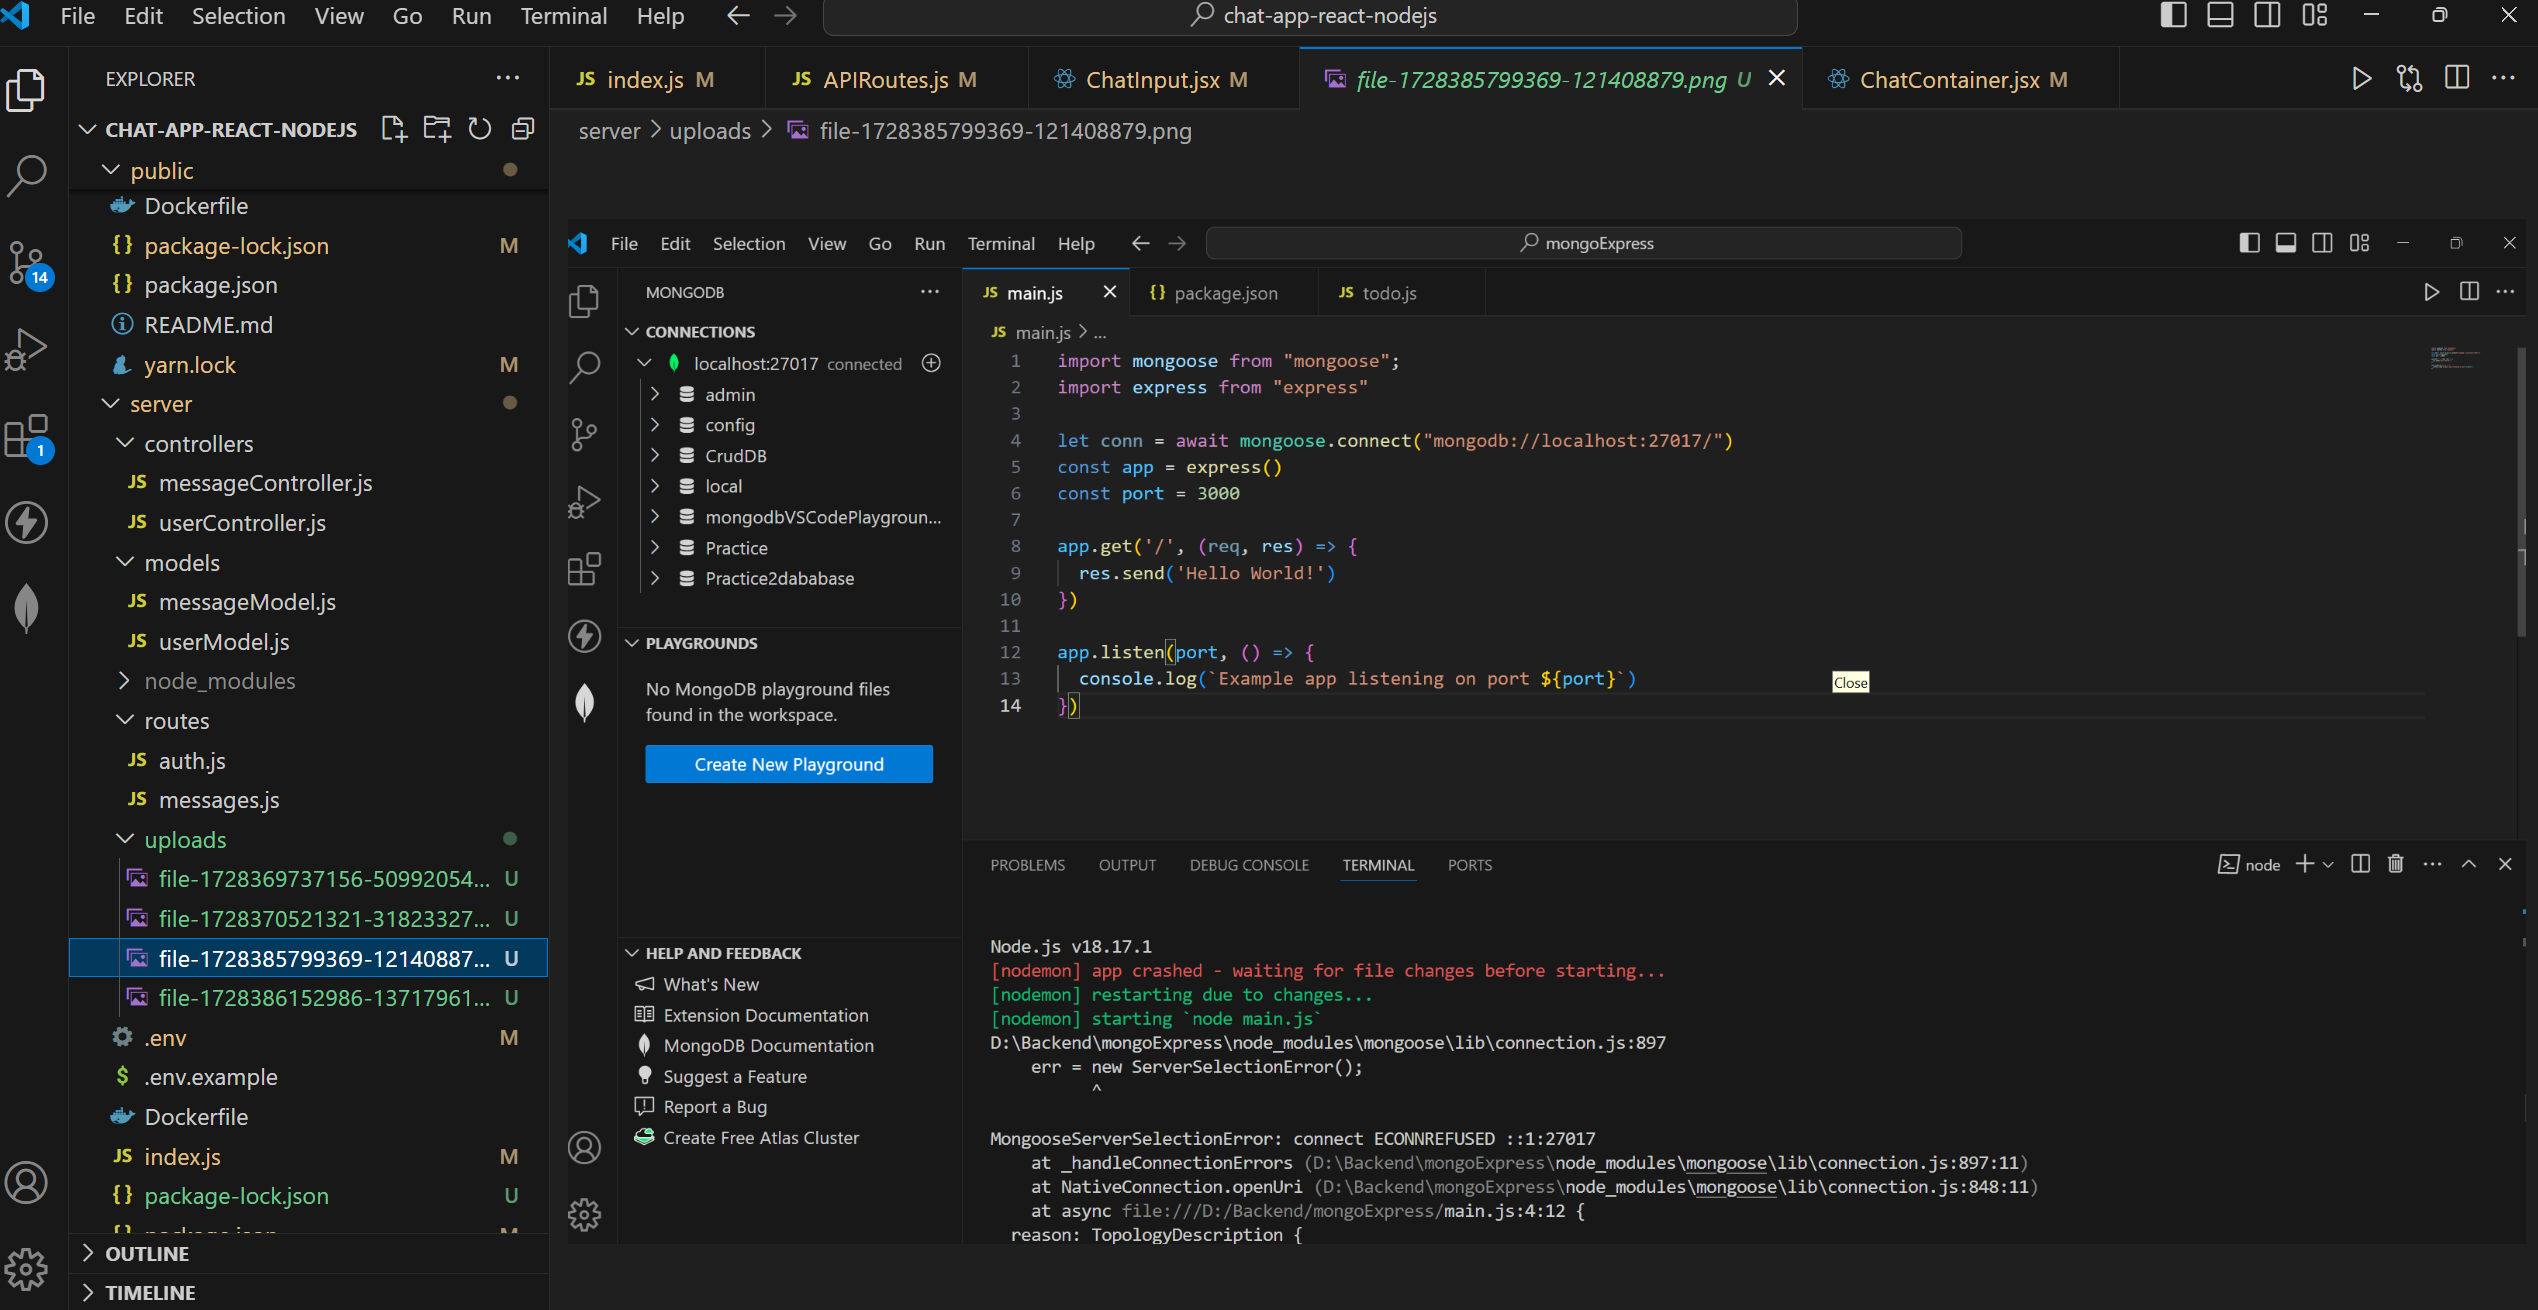 File Edit Selection View Go Run Terminal Help
chat-app-react-nodejs
EXPLORER
CHAT-APP-REACT-NODEJS
public
Dockerfile
package-lock.json M
package.json
README.md
yarn.lock M
server
controllers
messageController.js
userController.js
models
messageModel.js
userModel.js
node_modules
routes
auth.js
messages.js
uploads
file-1728369737156-50992054... U
file-1728370521321-31823327... U
file-1728385799369-12140887... U
file-1728386152986-13717961... U
.env M
.env.example
Dockerfile
index.js M
package-lock.json U
OUTLINE
TIMELINE
14
1
index.js M
APIRoutes.js M
ChatInput.jsx M
file-1728385799369-121408879.png U
ChatContainer.jsx M
server > uploads > file-1728385799369-121408879.png
File Edit Selection View Go Run Terminal Help
mongoExpress
MONGODB
CONNECTIONS
localhost:27017 connected
admin
config
CrudDB
local
mongodbVSCodePlaygroun...
Practice
Practice2dababase
PLAYGROUNDS
No MongoDB playground files
found in the workspace.
Create New Playground
HELP AND FEEDBACK
What's New
Extension Documentation
MongoDB Documentation
Suggest a Feature
Report a Bug
Create Free Atlas Cluster
JS main.js
{} package.json
JS todo.js
JS main.js > ...
1 import mongoose from "mongoose";
2 import express from "express"
3
4 let conn = await mongoose.connect("mongodb://localhost:27017/")
5 const app = express()
6 const port = 3000
7
8 app.get('/', (req, res) => {
9 res.send('Hello World!')
10 })
11
12 app.listen(port, () => {
13 console.log(`Example app listening on port ${port}`)
14 })
Close
PROBLEMS OUTPUT DEBUG CONSOLE TERMINAL PORTS
node
Node.js v18.17.1
[nodemon] app crashed - waiting for file changes before starting...
[nodemon] restarting due to changes...
[nodemon] starting `node main.js`
D:\Backend\mongoExpress\node_modules\mongoose\lib\connection.js:897
err = new ServerSelectionError();
^
MongooseServerSelectionError: connect ECONNREFUSED ::1:27017
at _handleConnectionErrors (D:\Backend\mongoExpress\node_modules\mongoose\lib\connection.js:897:11)
at NativeConnection.openUri (D:\Backend\mongoExpress\node_modules\mongoose\lib\connection.js:848:11)
at async file:///D:/Backend/mongoExpress/main.js:4:12 {
reason: TopologyDescription {